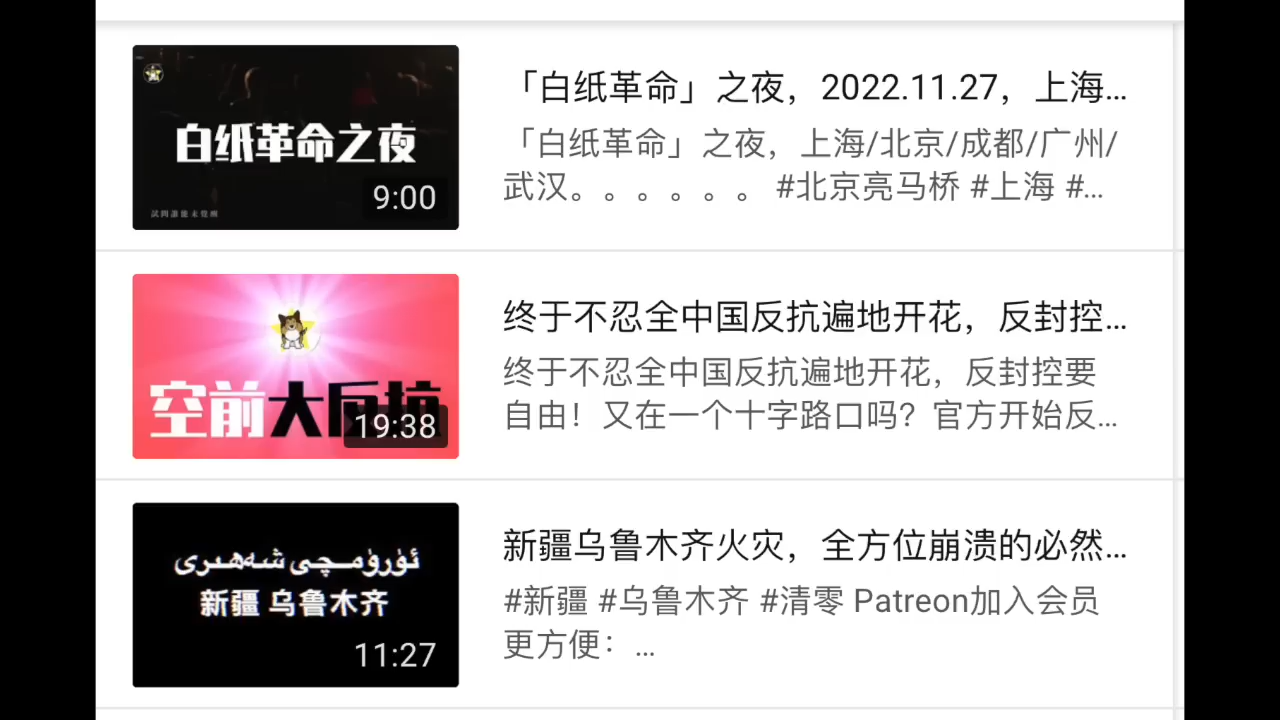 白纸革命之夜
試問誰能未覺醒
9:00
「白纸革命」之夜，2022.11.27，上海…
「白纸革命」之夜，上海/北京/成都/广州/
武汉。。。。。。 #北京亮马桥 #上海 #…
空前大反抗
19:38
终于不忍全中国反抗遍地开花，反封控…
终于不忍全中国反抗遍地开花，反封控要
自由！又在一个十字路口吗？官方开始反…
ئۈرۈمچى شەھىرى
新疆 乌鲁木齐
11:27
新疆乌鲁木齐火灾，全方位崩溃的必然…
#新疆 #乌鲁木齐 #清零 Patreon加入会员
更方便： …